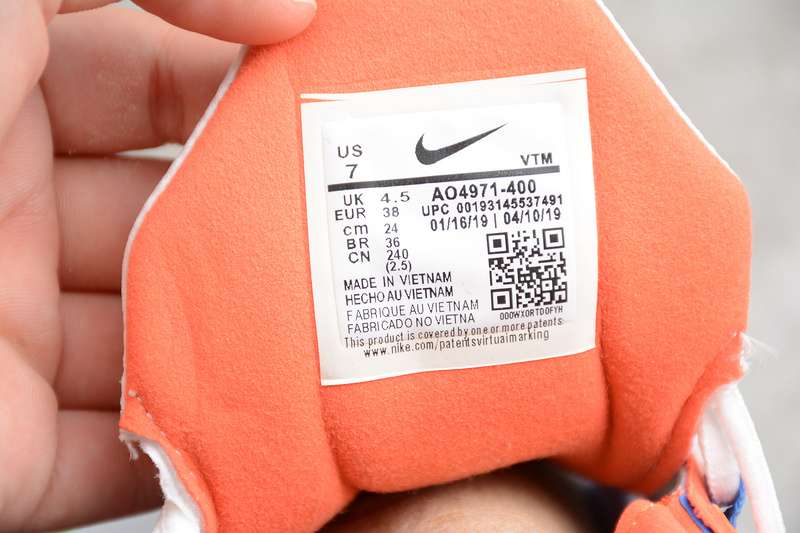 US
7
VTM
UK 4.5
EUR 38
cm 24
BR 36
CN 240
(2.5)
AO4971-400
UPC 00193145537491
01/16/19 | 04/10/19
MADE IN VIETNAM
HECHO AU VIETNAM
FABRIQUE AU VIETNAM
FABRICADO NO VIETNA
000WX0RTD0FYH
This product is covered by one or more patents.
www.nike.com/patentsvirtualmarking